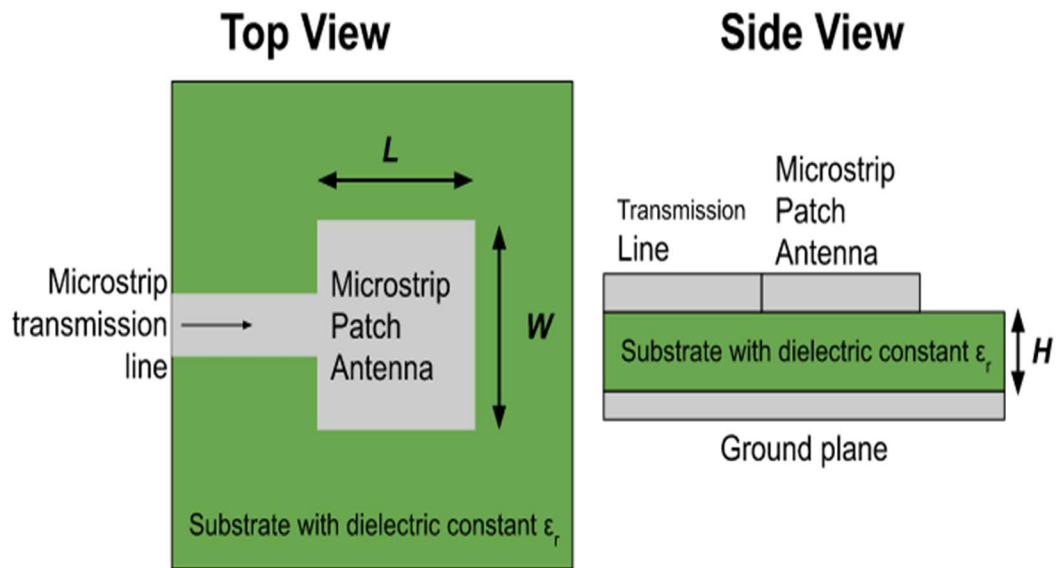 Top View
L
Microstrip
transmission
line
Microstrip
Patch
Antenna
W
Substrate with dielectric constant εr
Side View
Transmission
Line
Microstrip
Patch
Antenna
Substrate with dielectric constant εr
H
Ground plane